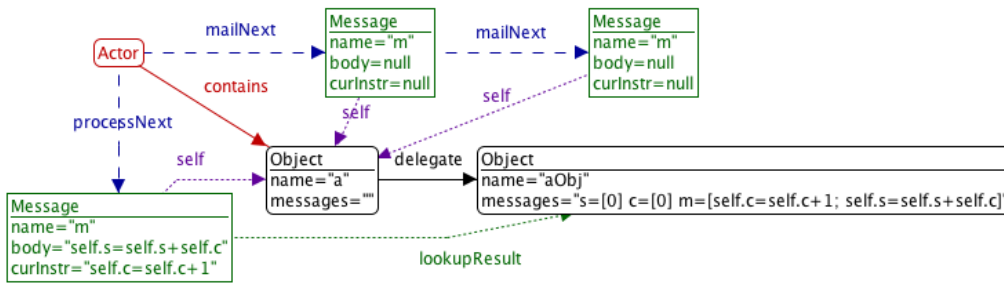 Message
name="m"
body=null
curInstr=null
Message
name="m"
body=null
curInstr=null
mailNext
mailNext
Actor
contains
self
self
processNext
self
Object
name="a"
messages=""
delegate
Object
name="aObj"
messages="s=[0] c=[0] m=[self.c=self.c+1; self.s=self.s+self.c]"
Message
name="m"
body="self.s=self.s+self.c"
curInstr="self.c=self.c+1"
lookupResult